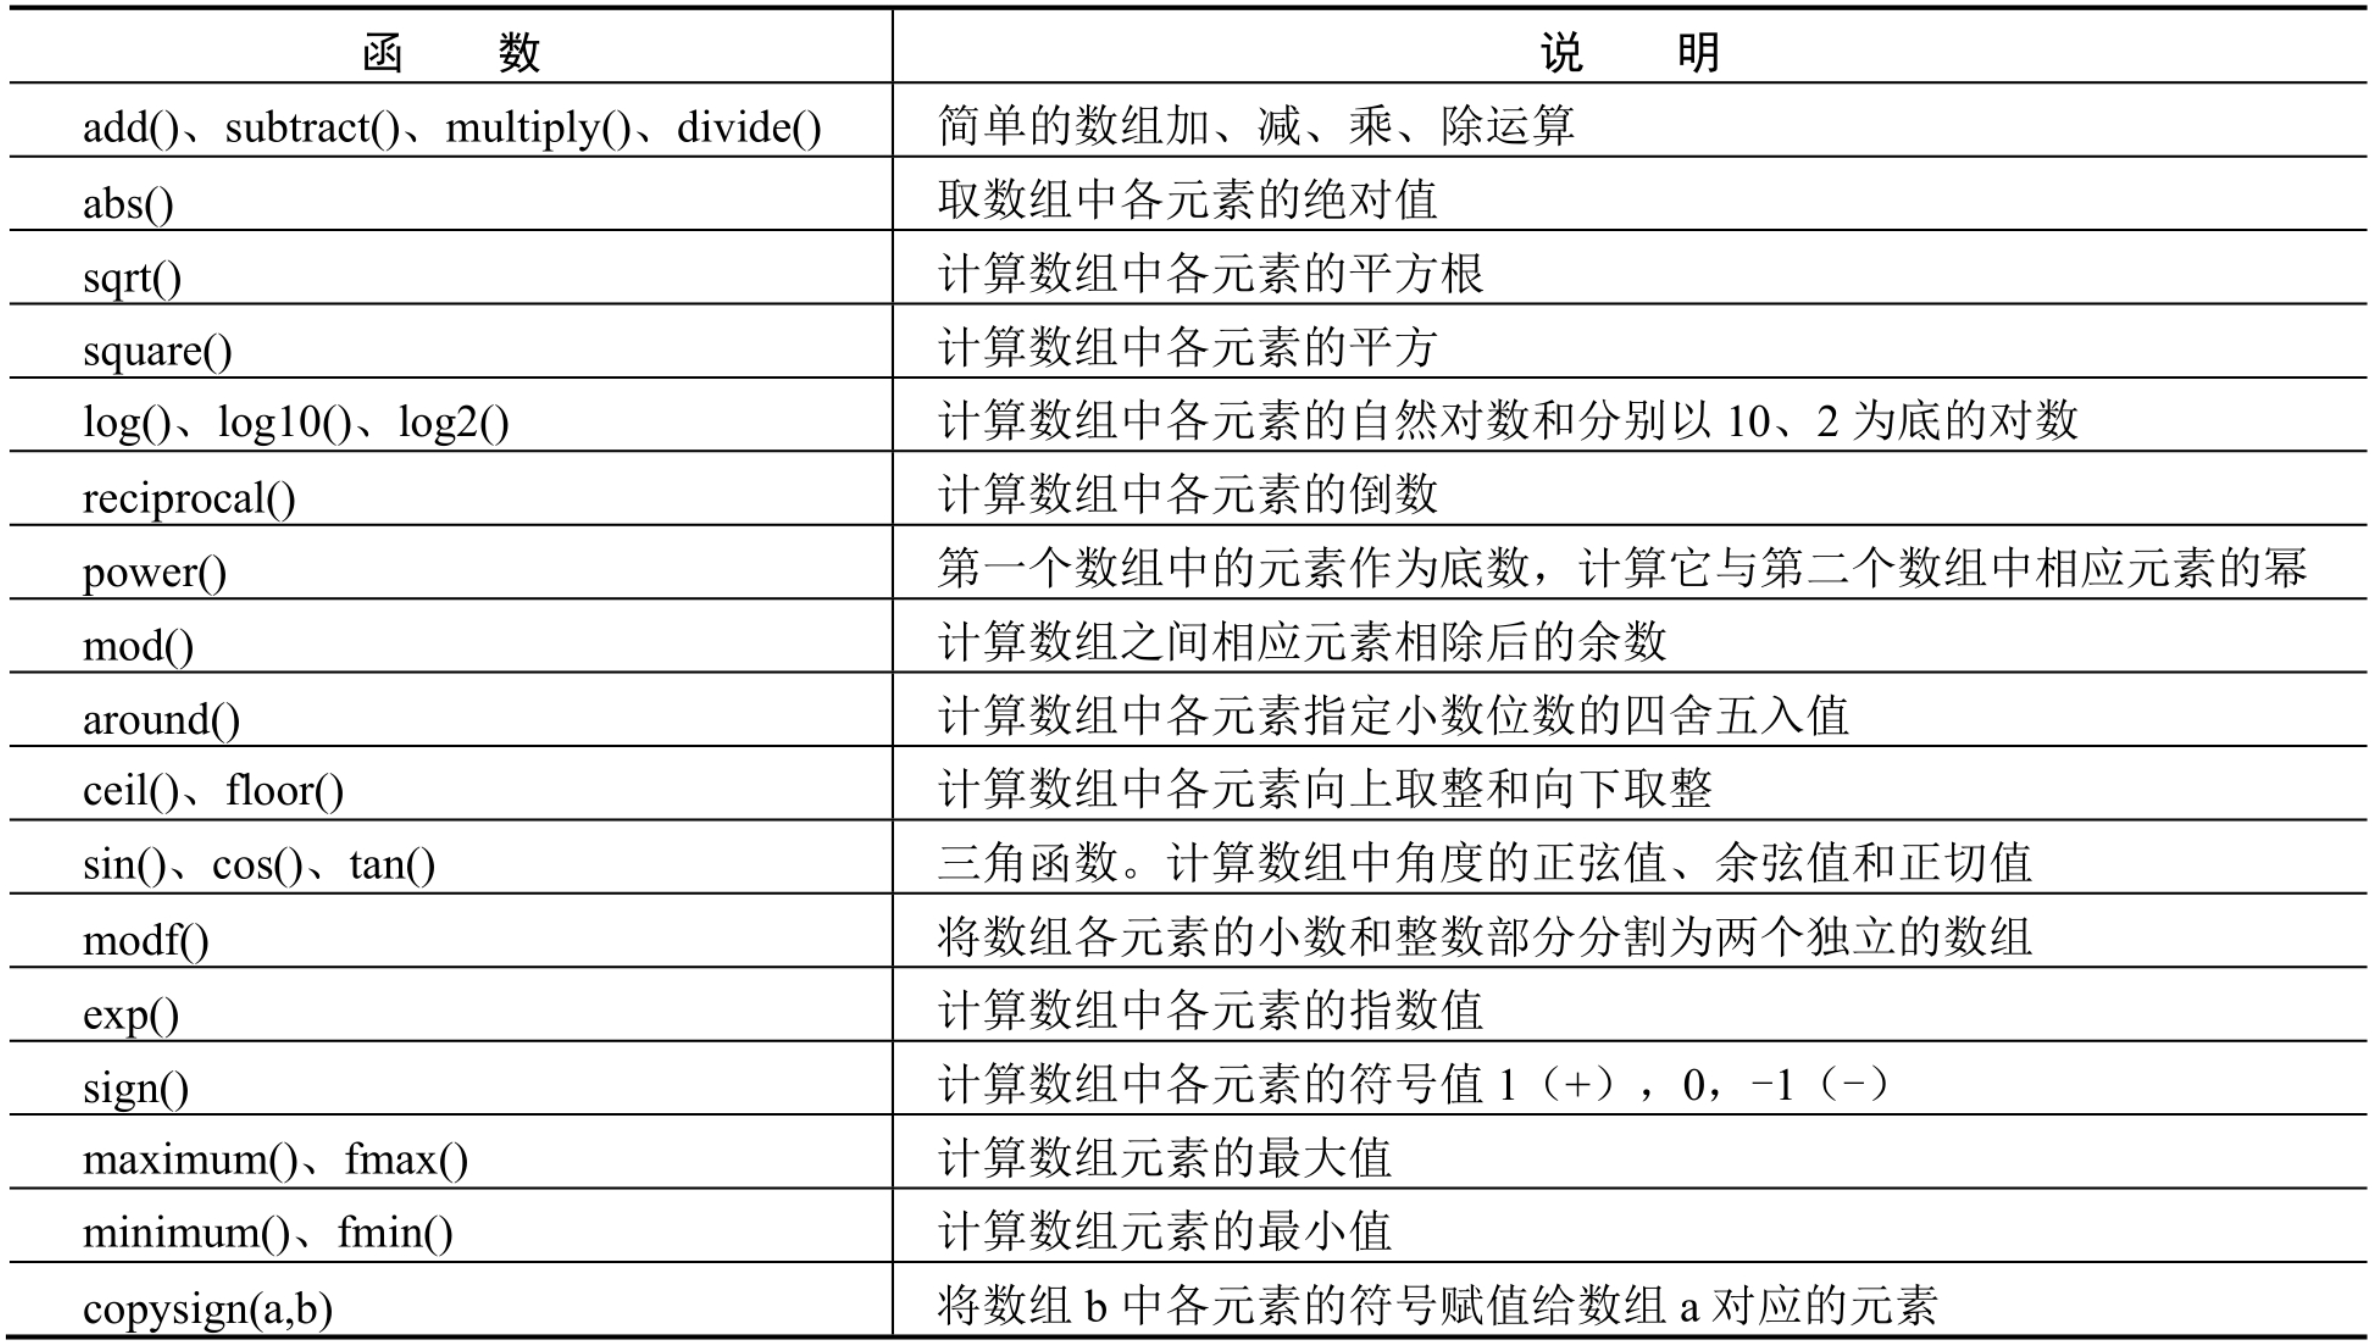 函 数 说 明
add()、subtract()、multiply()、divide() 简单的数组加、减、乘、除运算
abs() 取数组中各元素的绝对值
sqrt() 计算数组中各元素的平方根
square() 计算数组中各元素的平方
log()、log10()、log2() 计算数组中各元素的自然对数和分别以 10、2 为底的对数
reciprocal() 计算数组中各元素的倒数
power() 第一个数组中的元素作为底数，计算它与第二个数组中相应元素的幂
mod() 计算数组之间相应元素相除后的余数
around() 计算数组中各元素指定小数位数的四舍五入值
ceil()、floor() 计算数组中各元素向上取整和向下取整
sin()、cos()、tan() 三角函数。计算数组中角度的正弦值、余弦值和正切值
modf() 将数组各元素的小数和整数部分分割为两个独立的数组
exp() 计算数组中各元素的指数值
sign() 计算数组中各元素的符号值 1（+），0，-1（-）
maximum()、fmax() 计算数组元素的最大值
minimum()、fmin() 计算数组元素的最小值
copysign(a,b) 将数组 b 中各元素的符号赋值给数组 a 对应的元素